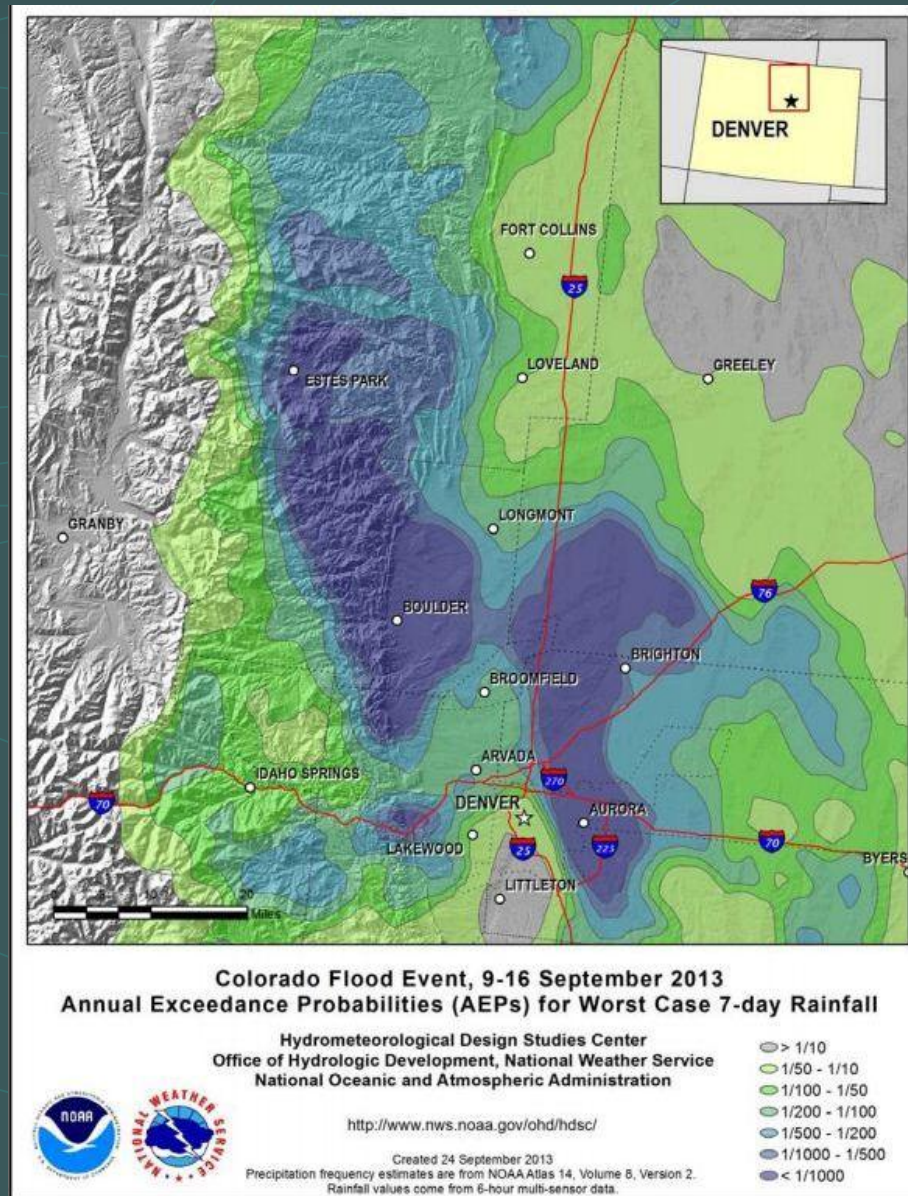 DENVER
FORT COLLINS
25
LOVELAND
GREELEY
ESTES PARK
LONGMONT
GRANBY
76
BOULDER
BRIGHTON
BROOMFIELD
ARVADA
IDAHO SPRINGS
270
70
DENVER
AURORA
LAKEWOOD
25
225
70
BYERS
LITTLETON
0 5 10 20
Miles
Colorado Flood Event, 9-16 September 2013
Annual Exceedance Probabilities (AEPs) for Worst Case 7-day Rainfall
Hydrometeorological Design Studies Center
Office of Hydrologic Development, National Weather Service
National Oceanic and Atmospheric Administration
http://www.nws.noaa.gov/ohd/hdsc/
Created 24 September 2013
Precipitation frequency estimates are from NOAA Atlas 14, Volume 8, Version 2.
Rainfall values come from 6-hour multi-sensor data.
> 1/10
1/50 - 1/10
1/100 - 1/50
1/200 - 1/100
1/500 - 1/200
1/1000 - 1/500
< 1/1000
NOAA
NATIONAL WEATHER SERVICE